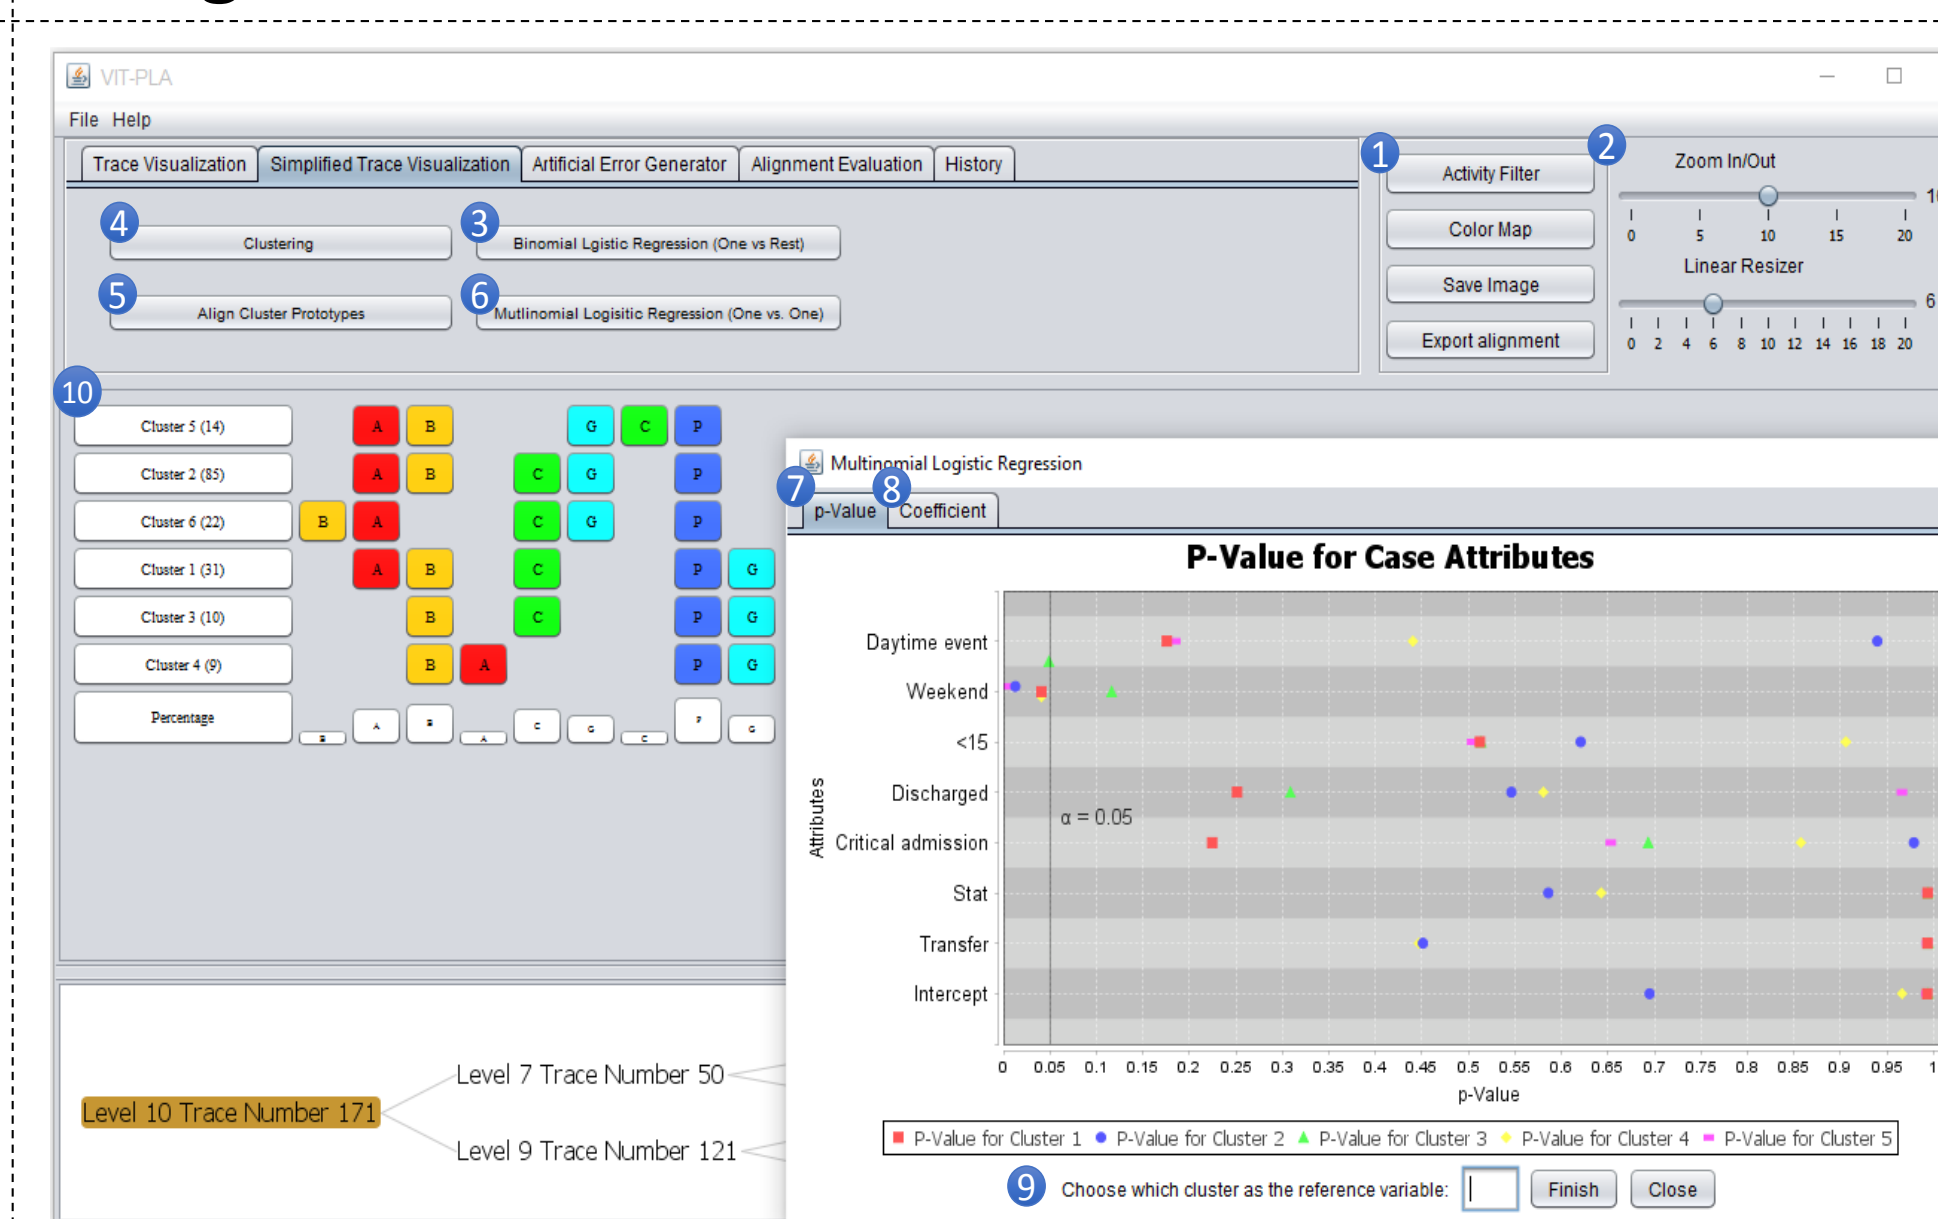 VIT-PLA
File Help
Trace Visualization Simplified Trace Visualization Artificial Error Generator Alignment Evaluation History
1 Activity Filter
2 Zoom In/Out
0 5 10 15 20
Color Map
Linear Resizer
Save Image
6
0 2 4 6 8 10 12 14 16 18 20
Export alignment
4 Clustering
3 Binomial Lgistic Regression (One vs Rest)
5 Align Cluster Prototypes
6 Mutlinomial Logisitic Regression (One vs. One)
10
Cluster 5 (14) A B G C P
Cluster 2 (85) A B C G P
Cluster 6 (22) B A C G P
Cluster 1 (31) A B C P G
Cluster 3 (10) B C P G
Cluster 4 (9) B A P G
Percentage B A B A C G C P G
Multinomial Logistic Regression
7 p-Value 8 Coefficient
P-Value for Case Attributes
Attributes
Daytime event
Weekend
<15
Discharged
α = 0.05
Critical admission
Stat
Transfer
Intercept
0 0.05 0.1 0.15 0.2 0.25 0.3 0.35 0.4 0.45 0.5 0.55 0.6 0.65 0.7 0.75 0.8 0.85 0.9 0.95 1
p-Value
P-Value for Cluster 1 P-Value for Cluster 2 P-Value for Cluster 3 P-Value for Cluster 4 P-Value for Cluster 5
9 Choose which cluster as the reference variable: Finish Close
Level 7 Trace Number 50
Level 10 Trace Number 171
Level 9 Trace Number 121